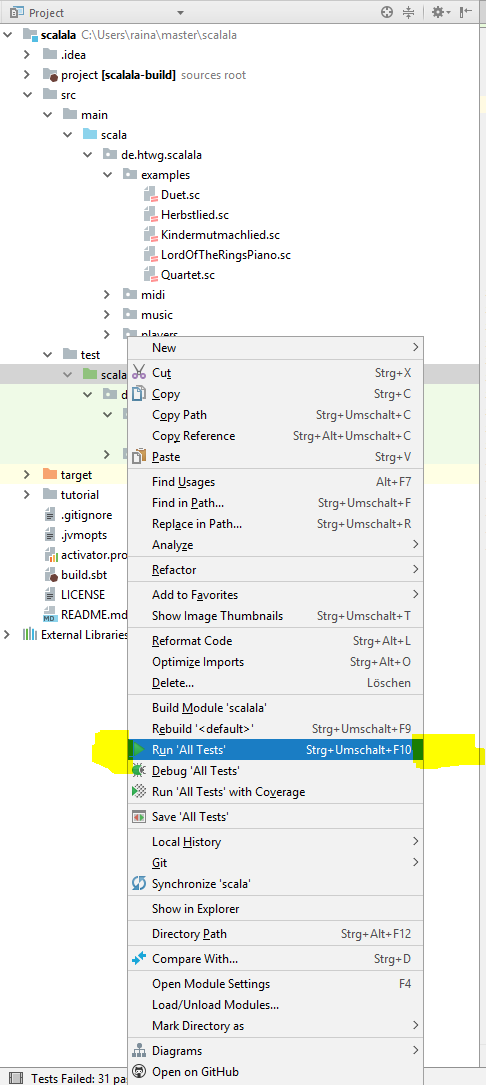 Project
scalala C:\Users\raina\master\scalala
.idea
project [scalala-build] sources root
src
main
scala
de.htwg.scalala
examples
Duet.sc
Herbstlied.sc
Kindermutmachlied.sc
LordOfTheRingsPiano.sc
Quartet.sc
midi
music
players
test
scala
d
target
tutorial
.gitignore
.jvmopts
activator.pro
build.sbt
LICENSE
MD README.md
External Libraries
New
Cut Strg+X
Copy Strg+C
Copy Path Strg+Umschalt+C
Copy Reference Strg+Alt+Umschalt+C
Paste Strg+V
Find Usages Alt+F7
Find in Path... Strg+Umschalt+F
Replace in Path... Strg+Umschalt+R
Analyze
Refactor
Add to Favorites
Show Image Thumbnails Strg+Umschalt+T
Reformat Code Strg+Alt+L
Optimize Imports Strg+Alt+O
Delete... Löschen
Build Module 'scalala'
Rebuild '<default>' Strg+Umschalt+F9
Run 'All Tests' Strg+Umschalt+F10
Debug 'All Tests'
Run 'All Tests' with Coverage
Save 'All Tests'
Local History
Git
Synchronize 'scala'
Show in Explorer
Directory Path Strg+Alt+F12
Compare With... Strg+D
Open Module Settings F4
Load/Unload Modules...
Mark Directory as
Diagrams
Open on GitHub
Tests Failed: 31 pa